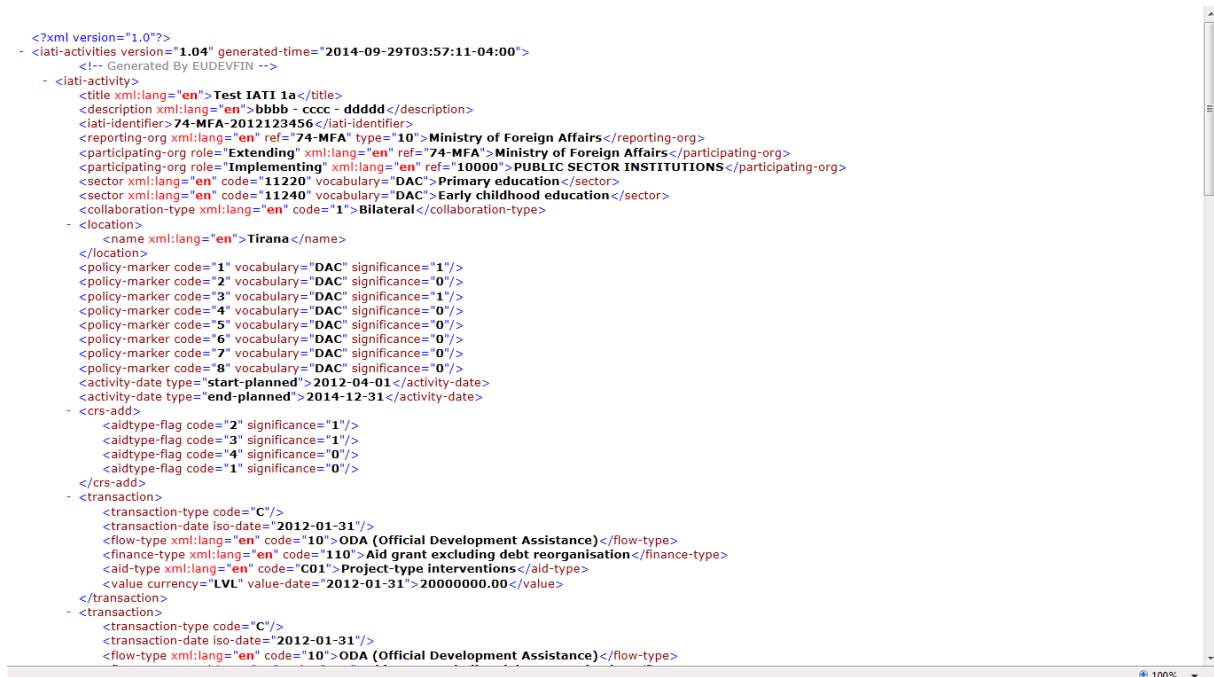 <?xml version="1.0"?>
- <iati-activities version="1.04" generated-time="2014-09-29T03:57:11-04:00">
<!-- Generated By EUDEVFIN -->
- <iati-activity>
<title xml:lang="en">Test IATI 1a</title>
<description xml:lang="en">bbbb - cccc - ddddd</description>
<iati-identifier>74-MFA-2012123456</iati-identifier>
<reporting-org xml:lang="en" ref="74-MFA" type="10">Ministry of Foreign Affairs</reporting-org>
<participating-org role="Extending" xml:lang="en" ref="74-MFA">Ministry of Foreign Affairs</participating-org>
<participating-org role="Implementing" xml:lang="en" ref="10000">PUBLIC SECTOR INSTITUTIONS</participating-org>
<sector xml:lang="en" code="11220" vocabulary="DAC">Primary education</sector>
<sector xml:lang="en" code="11240" vocabulary="DAC">Early childhood education</sector>
<collaboration-type xml:lang="en" code="1">Bilateral</collaboration-type>
- <location>
<name xml:lang="en">Tirana</name>
</location>
<policy-marker code="1" vocabulary="DAC" significance="1"/>
<policy-marker code="2" vocabulary="DAC" significance="0"/>
<policy-marker code="3" vocabulary="DAC" significance="1"/>
<policy-marker code="4" vocabulary="DAC" significance="0"/>
<policy-marker code="5" vocabulary="DAC" significance="0"/>
<policy-marker code="6" vocabulary="DAC" significance="0"/>
<policy-marker code="7" vocabulary="DAC" significance="0"/>
<policy-marker code="8" vocabulary="DAC" significance="0"/>
<activity-date type="start-planned">2012-04-01</activity-date>
<activity-date type="end-planned">2014-12-31</activity-date>
- <crs-add>
<aidtype-flag code="2" significance="1"/>
<aidtype-flag code="3" significance="1"/>
<aidtype-flag code="4" significance="0"/>
<aidtype-flag code="1" significance="0"/>
</crs-add>
- <transaction>
<transaction-type code="C"/>
<transaction-date iso-date="2012-01-31"/>
<flow-type xml:lang="en" code="10">ODA (Official Development Assistance)</flow-type>
<finance-type xml:lang="en" code="110">Aid grant excluding debt reorganisation</finance-type>
<aid-type xml:lang="en" code="C01">Project-type interventions</aid-type>
<value currency="LVL" value-date="2012-01-31">20000000.00</value>
</transaction>
- <transaction>
<transaction-type code="C"/>
<transaction-date iso-date="2012-01-31"/>
<flow-type xml:lang="en" code="10">ODA (Official Development Assistance)</flow-type>
100%